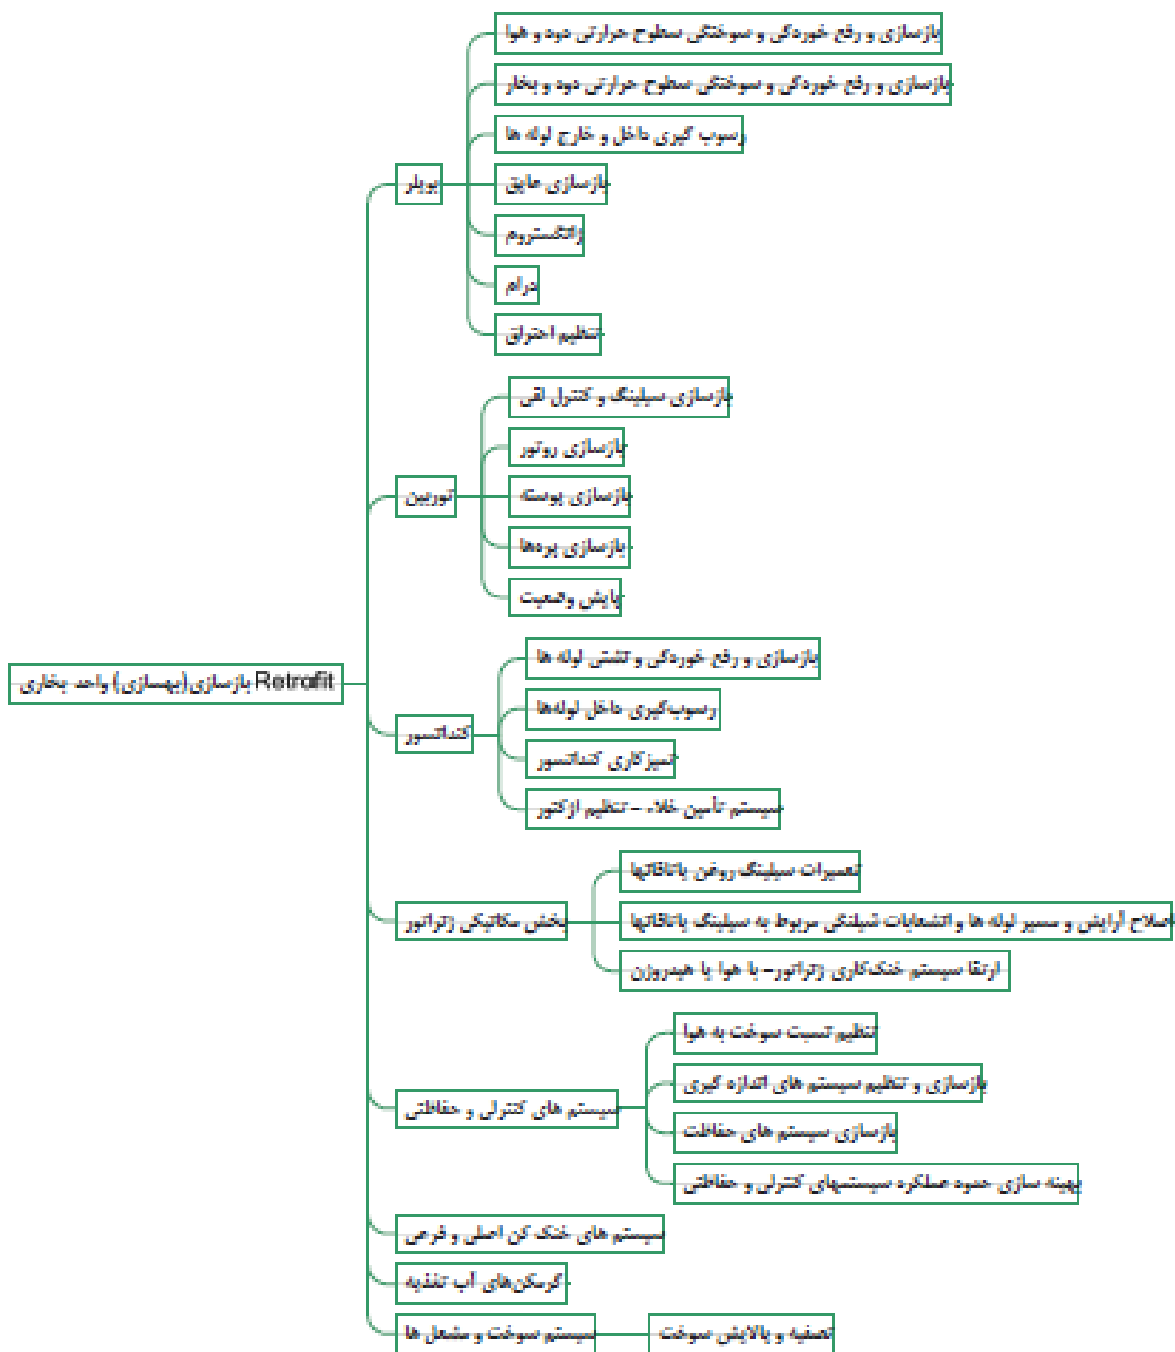 Retrofit بازسازی(بهسازی) واحد بخاری
بویلر
بازسازی و رفع خوردگی و سوختگی سطوح حرارتی دود و هوا
بازسازی و رفع خوردگی و سوختگی سطوح حرارتی دود و بخار
رسوب گیری داخل و خارج لوله ها
بازسازی عایق
ژانگستروم
درام
تنظیم احتراق
توربین
بازسازی سیلینگ و کنترل لقی
بازسازی روتور
بازسازی پوسته
بازسازی پره‌ها
پایش وضعیت
کندانسور
بازسازی و رفع خوردگی و نشتی لوله ها
رسوب‌گیری داخل لوله‌ها
تمیزکاری کندانسور
سیستم تأمین خلاء - تنظیم اژکتور
بخش مکانیکی ژنراتور
تعمیرات سیلینگ روغن یاتاقانها
اصلاح آرایش و مسیر لوله ها و انشعابات شیلنگی مربوط به سیلینگ یاتاقانها
ارتقا سیستم خنک‌کاری ژنراتور- با هوا یا هیدروژن
سیستم های کنترلی و حفاظتی
تنظیم نسبت سوخت به هوا
بازسازی و تنظیم سیستم های اندازه گیری
بازسازی سیستم های حفاظت
بهینه سازی حدود عملکرد سیستمهای کنترلی و حفاظتی
سیستم های خنک کن اصلی و فرعی
گرمکن‌های آب تغذیه
سیستم سوخت و مشعل ها
تصفیه و پالایش سوخت